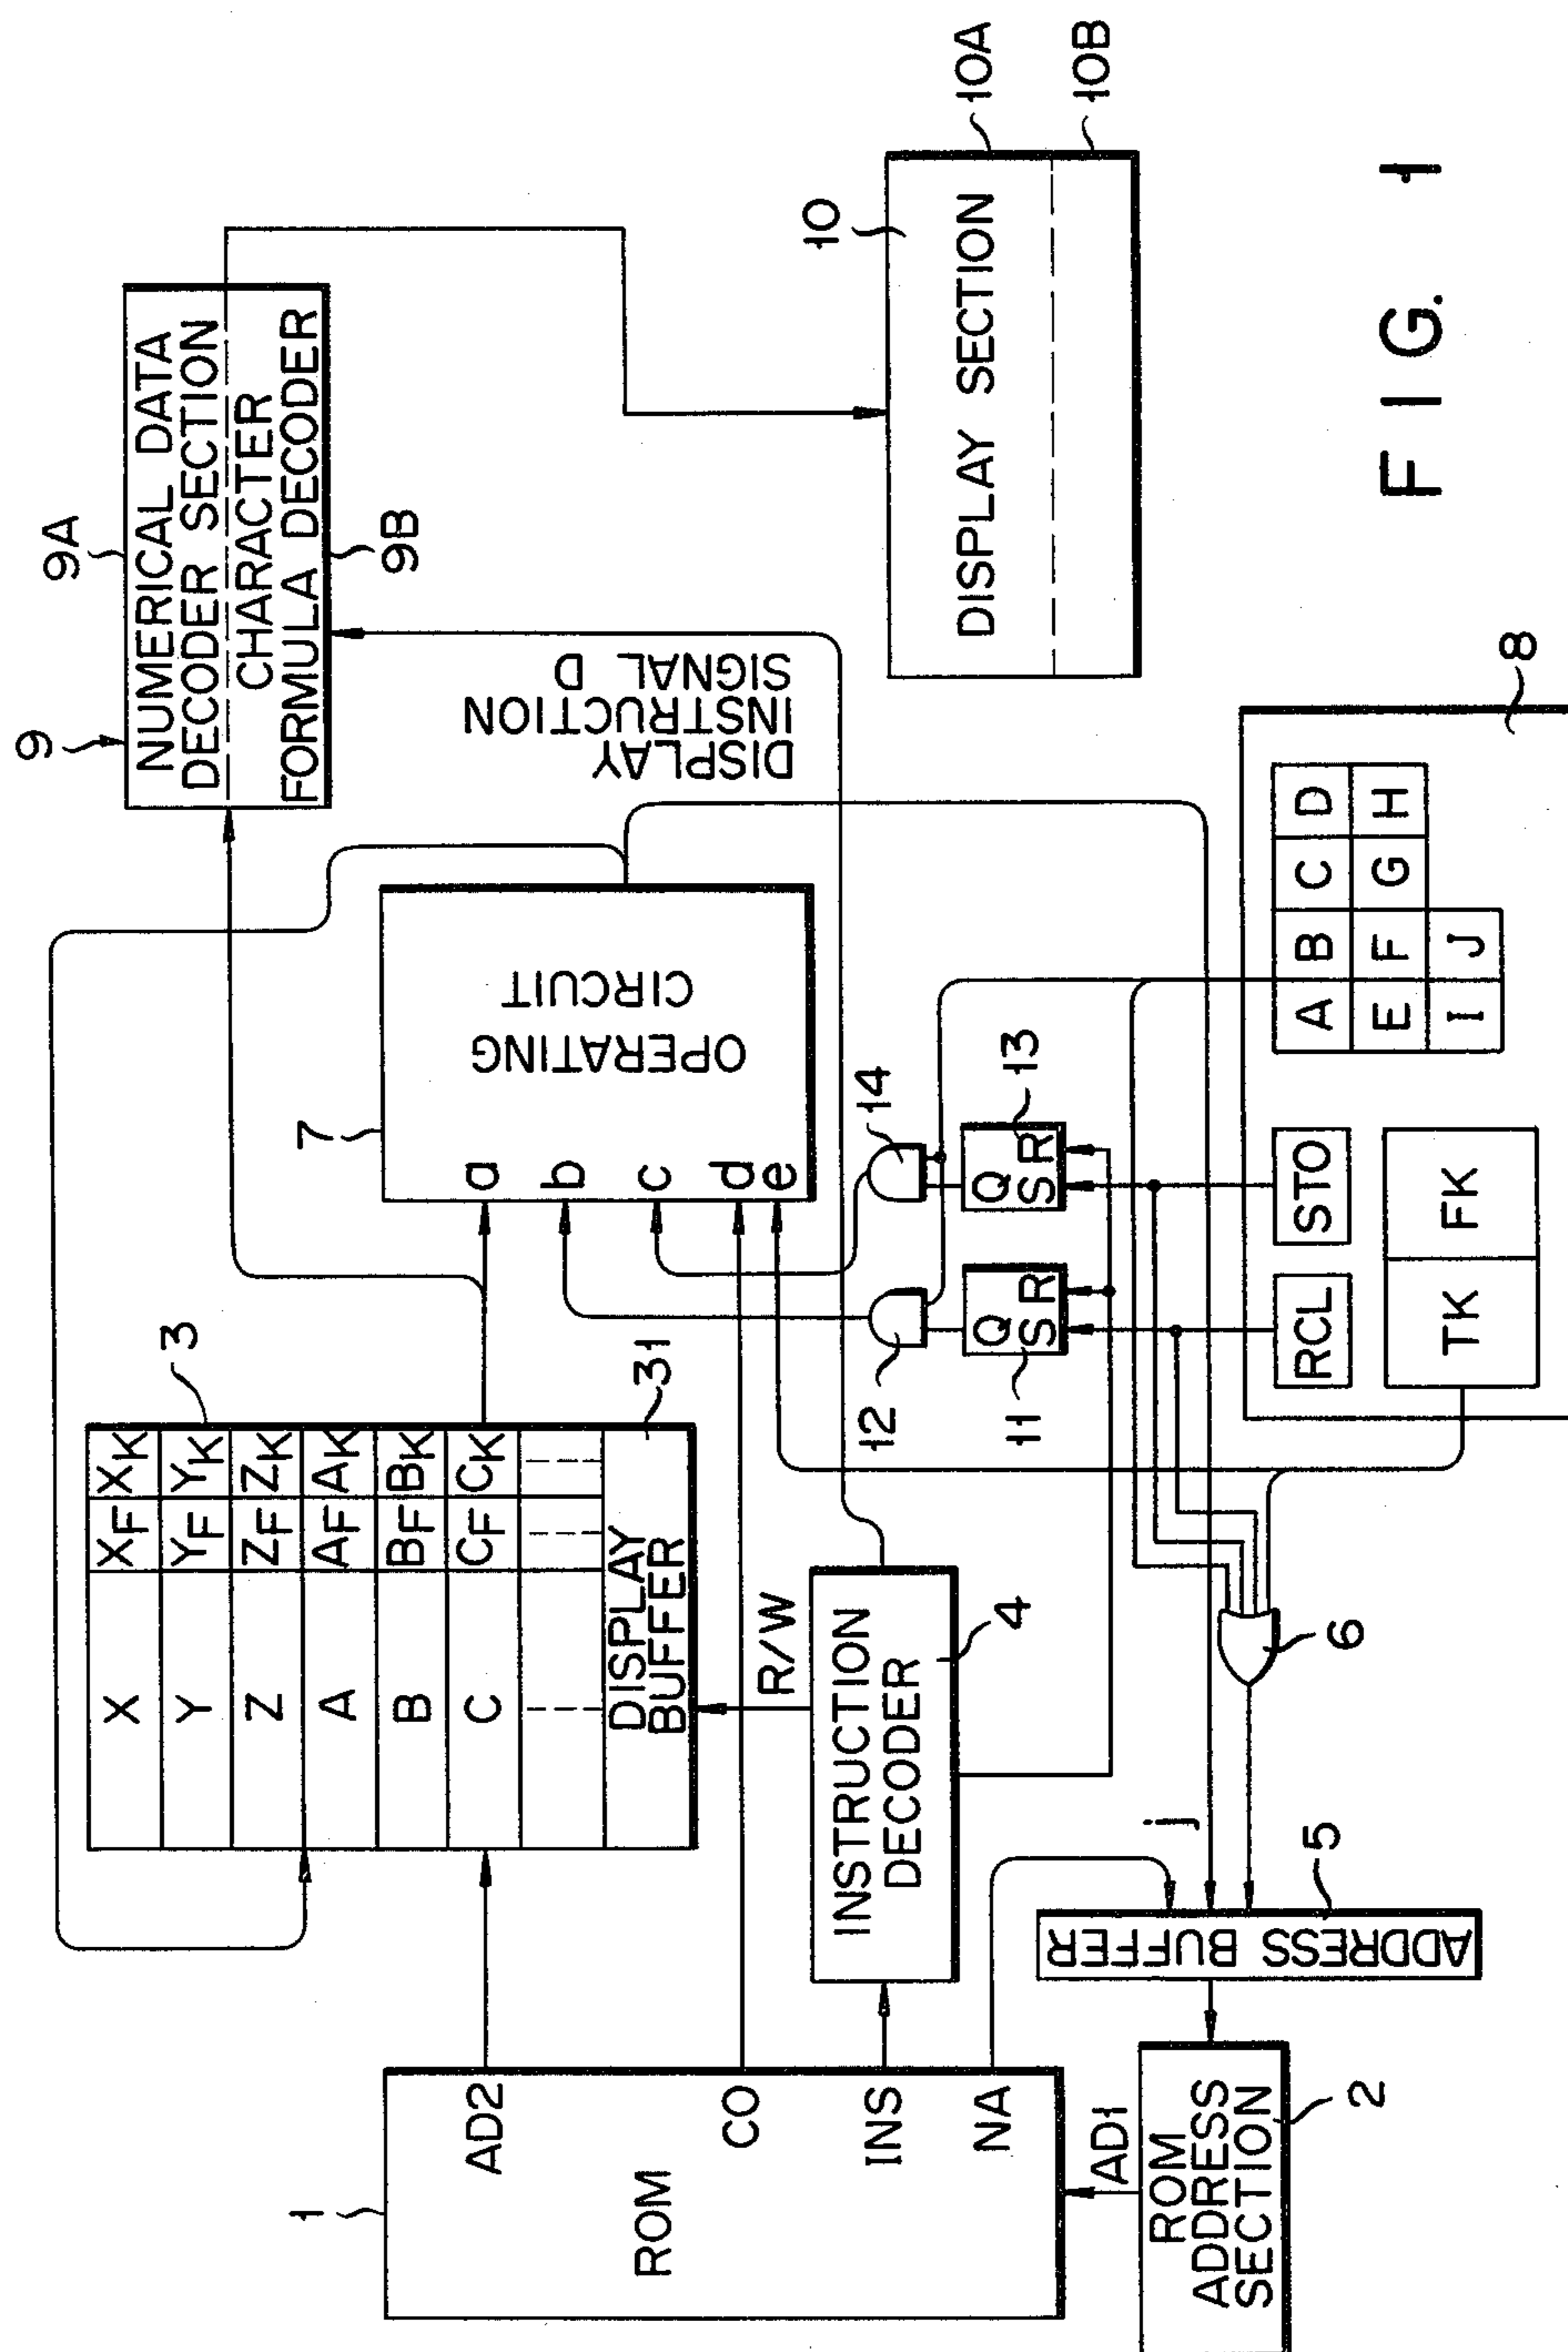 FIG. 1
1
ROM
AD2
CO
INS
NA
AD1
ROM
ADDRESS
SECTION
2
3
X XF XK
Y YF YK
Z ZF ZK
A AF AK
B BF BK
C CF CK
DISPLAY
BUFFER
31
R/W
INSTRUCTION
DECODER
4
ADDRESS BUFFER
5
j
6
7
a
b
c
d
e
OPERATING
CIRCUIT
12
14
Q
S R
11
Q
S R
13
RCL
STO
TK FK
A B C D
E F G H
I J
8
9
9A
NUMERICAL DATA
DECODER SECTION
CHARACTER
FORMULA DECODER
9B
DISPLAY
INSTRUCTION
SIGNAL D
10
DISPLAY SECTION
10A
10B